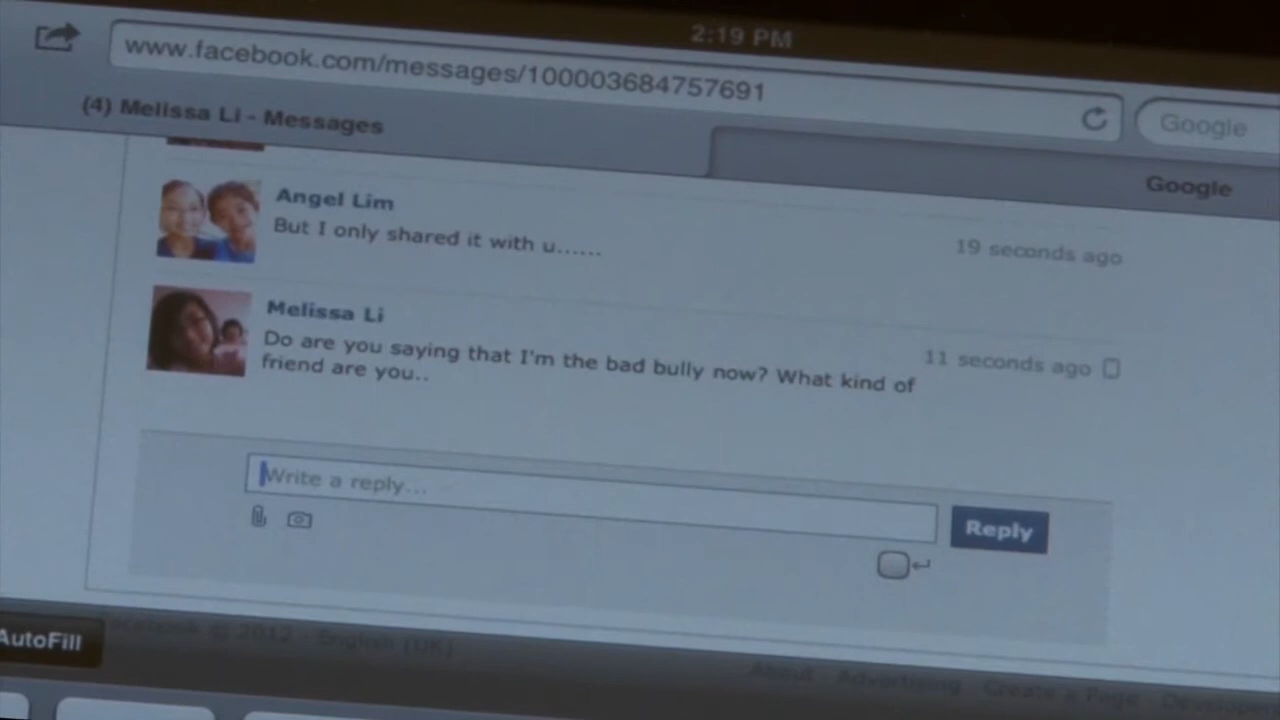 2:19 PM
www.facebook.com/messages/100003684757691
Google
(4) Melissa Li - Messages
Google
Angel Lim
19 seconds ago
But I only shared it with u......
Melissa Li
11 seconds ago
Do are you saying that I'm the bad bully now? What kind of
friend are you..
Write a reply...
Reply
AutoFill
Facebook © 2012 · English (UK)
About Advertising Create a Page